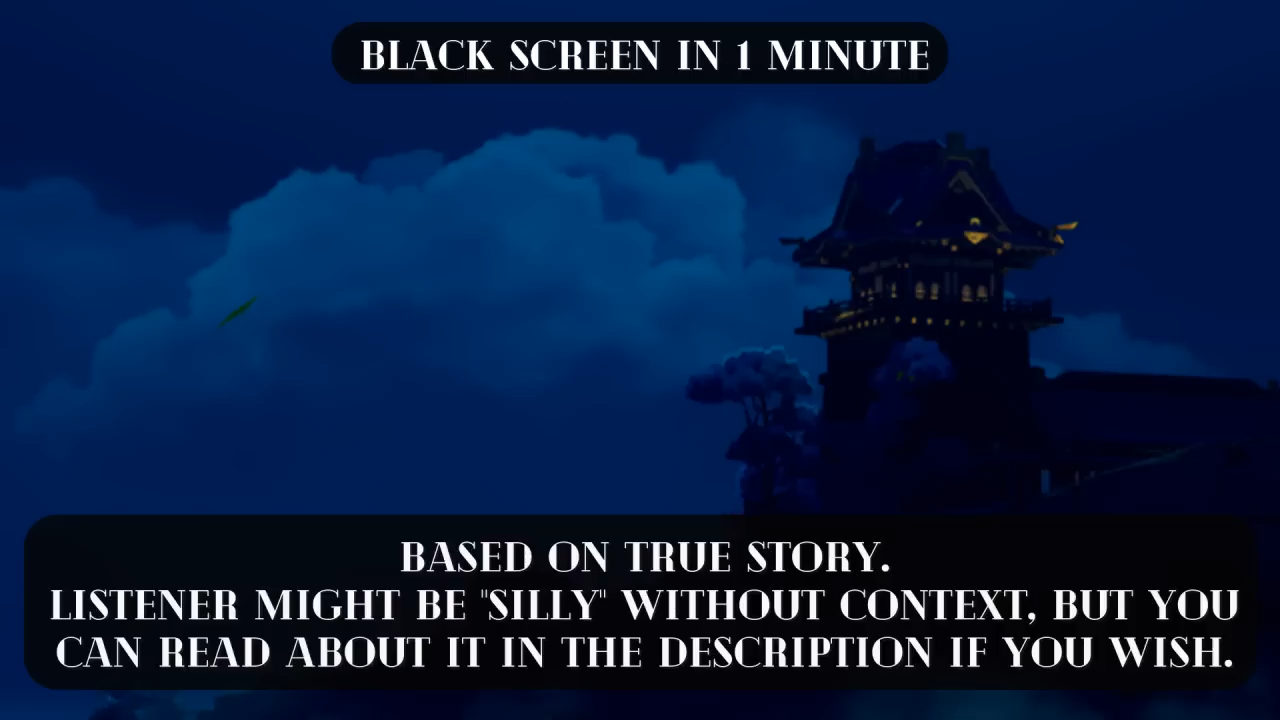 BLACK SCREEN IN 1 MINUTE
BASED ON TRUE STORY.
LISTENER MIGHT BE "SILLY" WITHOUT CONTEXT, BUT YOU
CAN READ ABOUT IT IN THE DESCRIPTION IF YOU WISH.